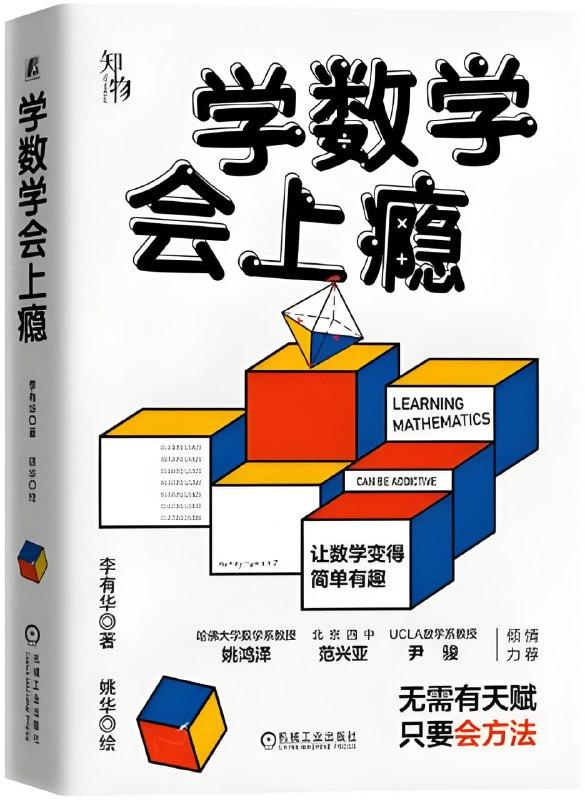 学数学会上瘾
知物
学数学
会上瘾
LEARNING
MATHEMATICS
CAN BE ADDICTIVE
让数学变得
简单有趣
李有华◎著
姚华◎绘
哈佛大学数学系教授
姚鸿泽
北京四中
范兴亚
UCLA数学系教授
尹骏
倾情
力荐
无需有天赋
只要会方法
机械工业出版社